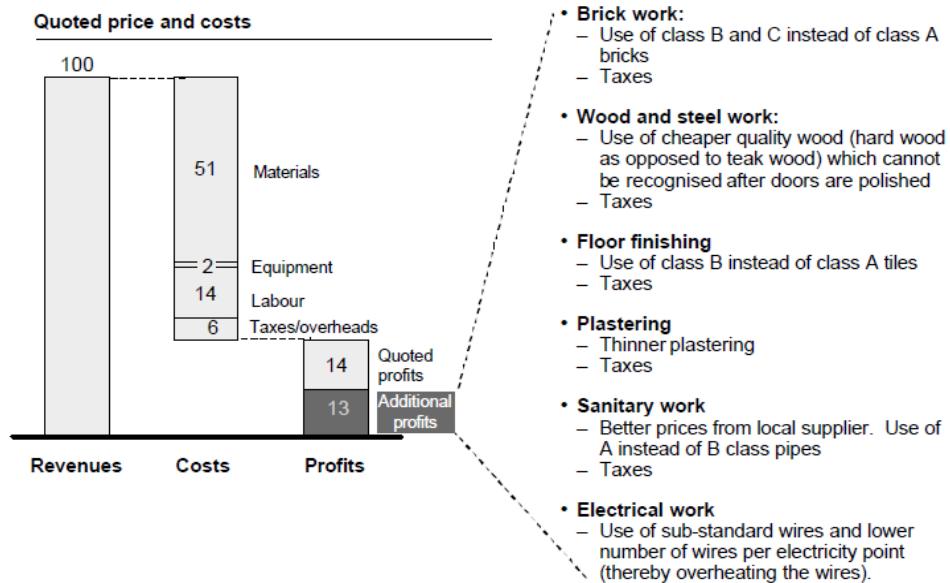 Quoted price and costs
100
51
Materials
2
Equipment
14
Labour
6
Taxes/overheads
14
Quoted
profits
13
Additional
profits
Revenues
Costs
Profits
• Brick work:
– Use of class B and C instead of class A
bricks
– Taxes
• Wood and steel work:
– Use of cheaper quality wood (hard wood
as opposed to teak wood) which cannot
be recognised after doors are polished
– Taxes
• Floor finishing
– Use of class B instead of class A tiles
– Taxes
• Plastering
– Thinner plastering
– Taxes
• Sanitary work
– Better prices from local supplier. Use of
A instead of B class pipes
– Taxes
• Electrical work
– Use of sub-standard wires and lower
number of wires per electricity point
(thereby overheating the wires).